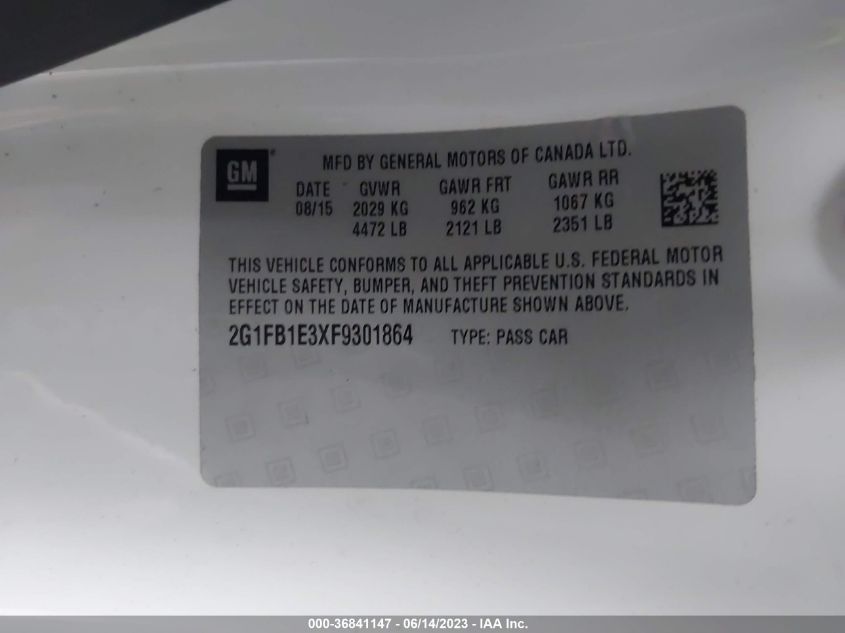 GM®
MFD BY GENERAL MOTORS OF CANADA LTD.
DATE GVWR GAWR FRT GAWR RR
08/15 2029 KG 962 KG 1067 KG
4472 LB 2121 LB 2351 LB
THIS VEHICLE CONFORMS TO ALL APPLICABLE U.S. FEDERAL MOTOR
VEHICLE SAFETY, BUMPER, AND THEFT PREVENTION STANDARDS IN
EFFECT ON THE DATE OF MANUFACTURE SHOWN ABOVE.
2G1FB1E3XF9301864 TYPE: PASS CAR
000-36841147 - 06/14/2023 - IAA Inc.